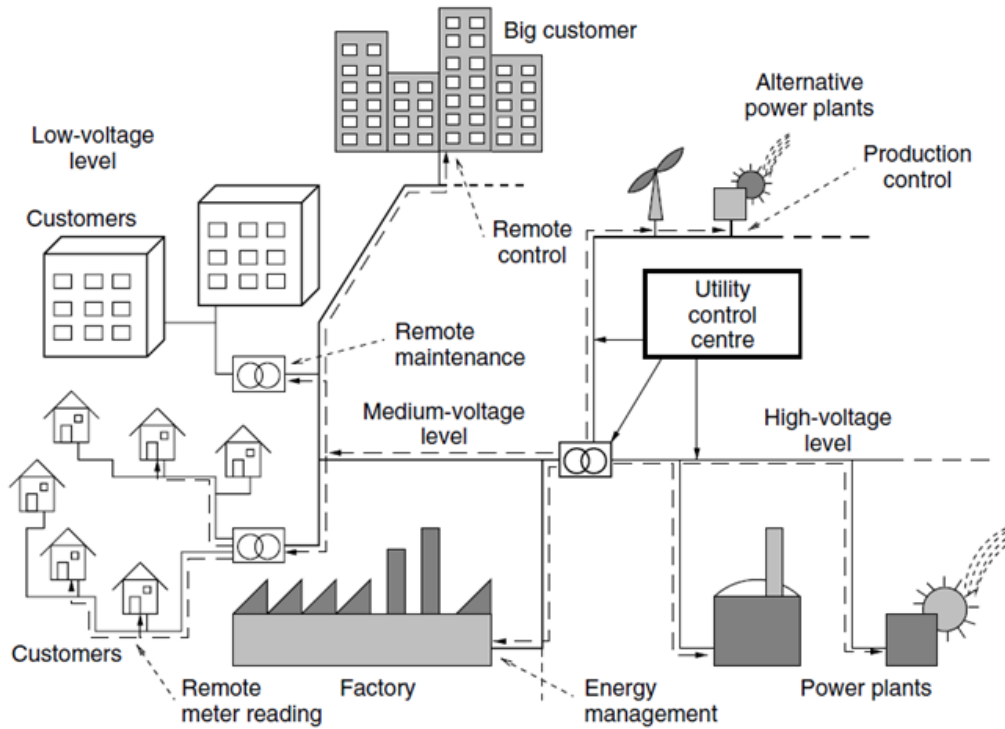 Big customer
Alternative
power plants
Low-voltage
level
Production
control
Customers
Remote
control
Utility
control
centre
Remote
maintenance
Medium-voltage
level
High-voltage
level
Customers
Remote
meter reading
Factory
Energy
management
Power plants